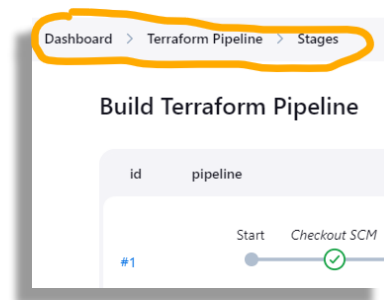 Dashboard > Terraform Pipeline > Stages
Build Terraform Pipeline
id pipeline
Start Checkout SCM
#1